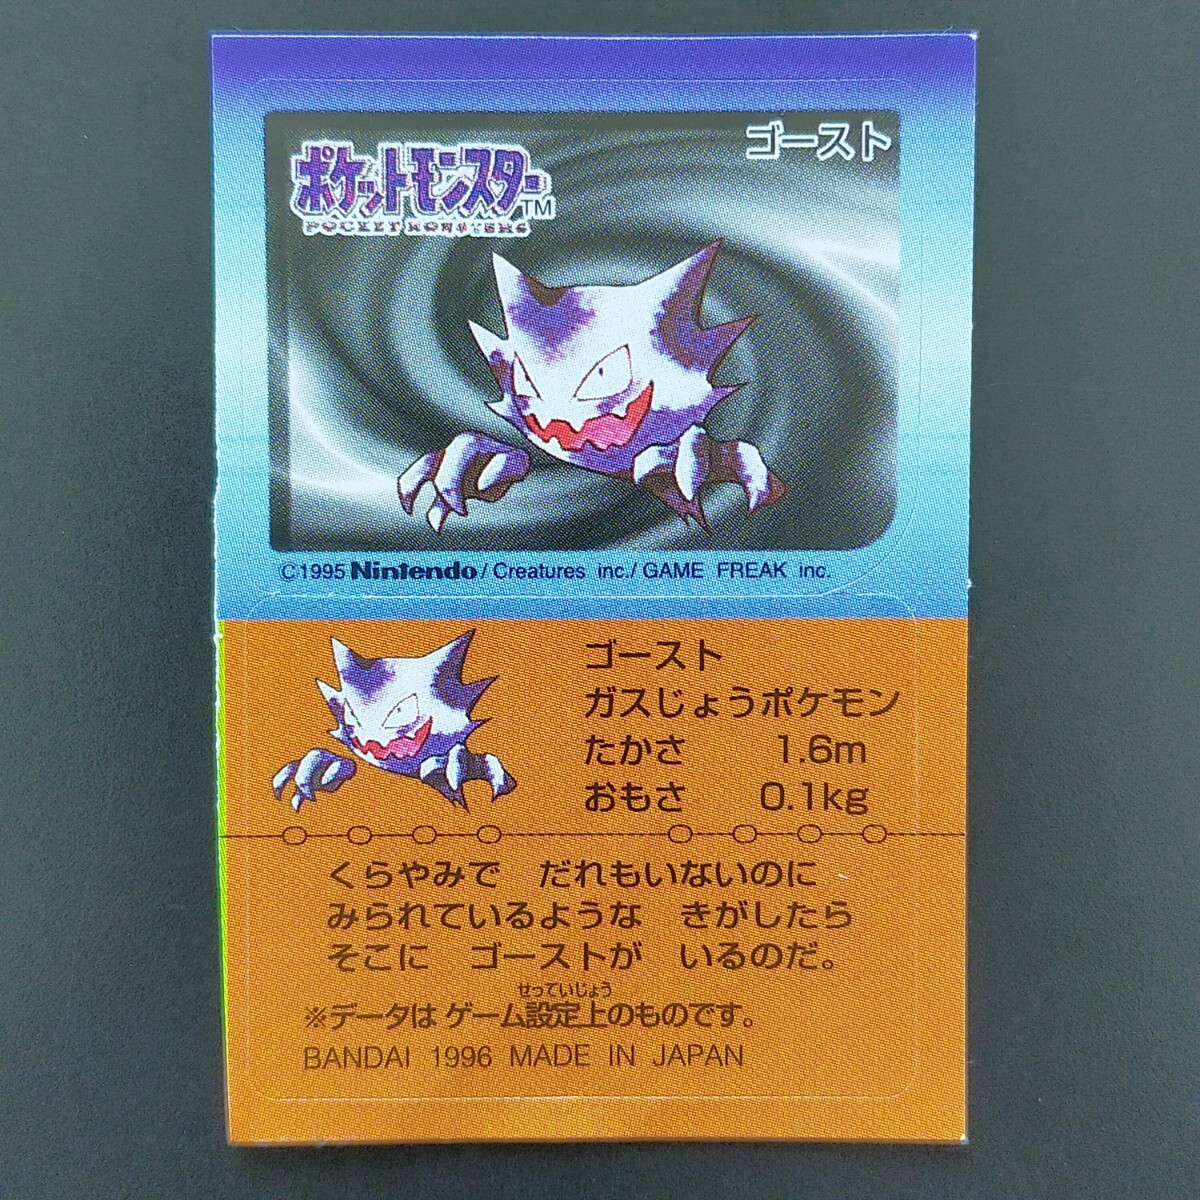 ゴースト
ポケットモンスター TM
POCKET MONSTERS
©1995 Nintendo/Creatures inc./GAME FREAK inc.
ゴースト
ガスじょうポケモン
たかさ 1.6m
おもさ 0.1kg
くらやみで だれもいないのに
みられているような きがしたら
そこに ゴーストが いるのだ。
せっていじょう
※データは ゲーム設定上のものです。
BANDAI 1996 MADE IN JAPAN